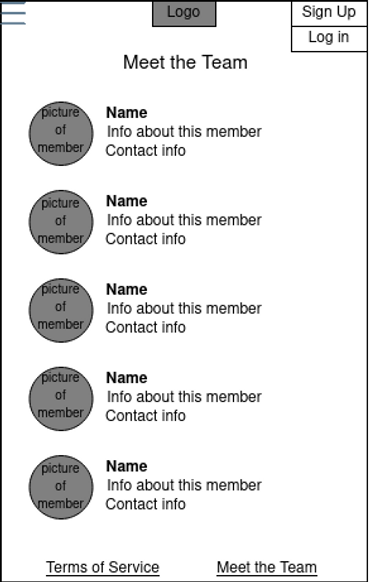 Logo
Sign Up
Log in
Meet the Team
picture
of
member
Name
Info about this member
Contact info
picture
of
member
Name
Info about this member
Contact info
picture
of
member
Name
Info about this member
Contact info
picture
of
member
Name
Info about this member
Contact info
picture
of
member
Name
Info about this member
Contact info
Terms of Service
Meet the Team